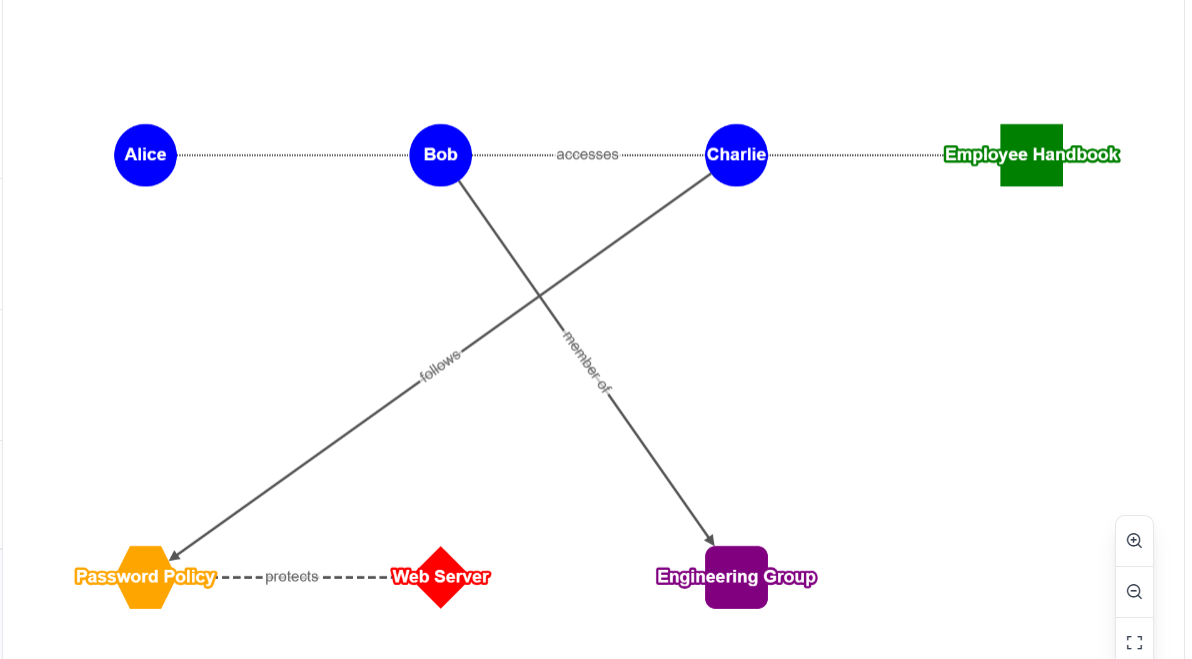 Alice
Bob
accesses
Charlie
Employee Handbook
follows
member of
Password Policy
protects
Web Server
Engineering Group